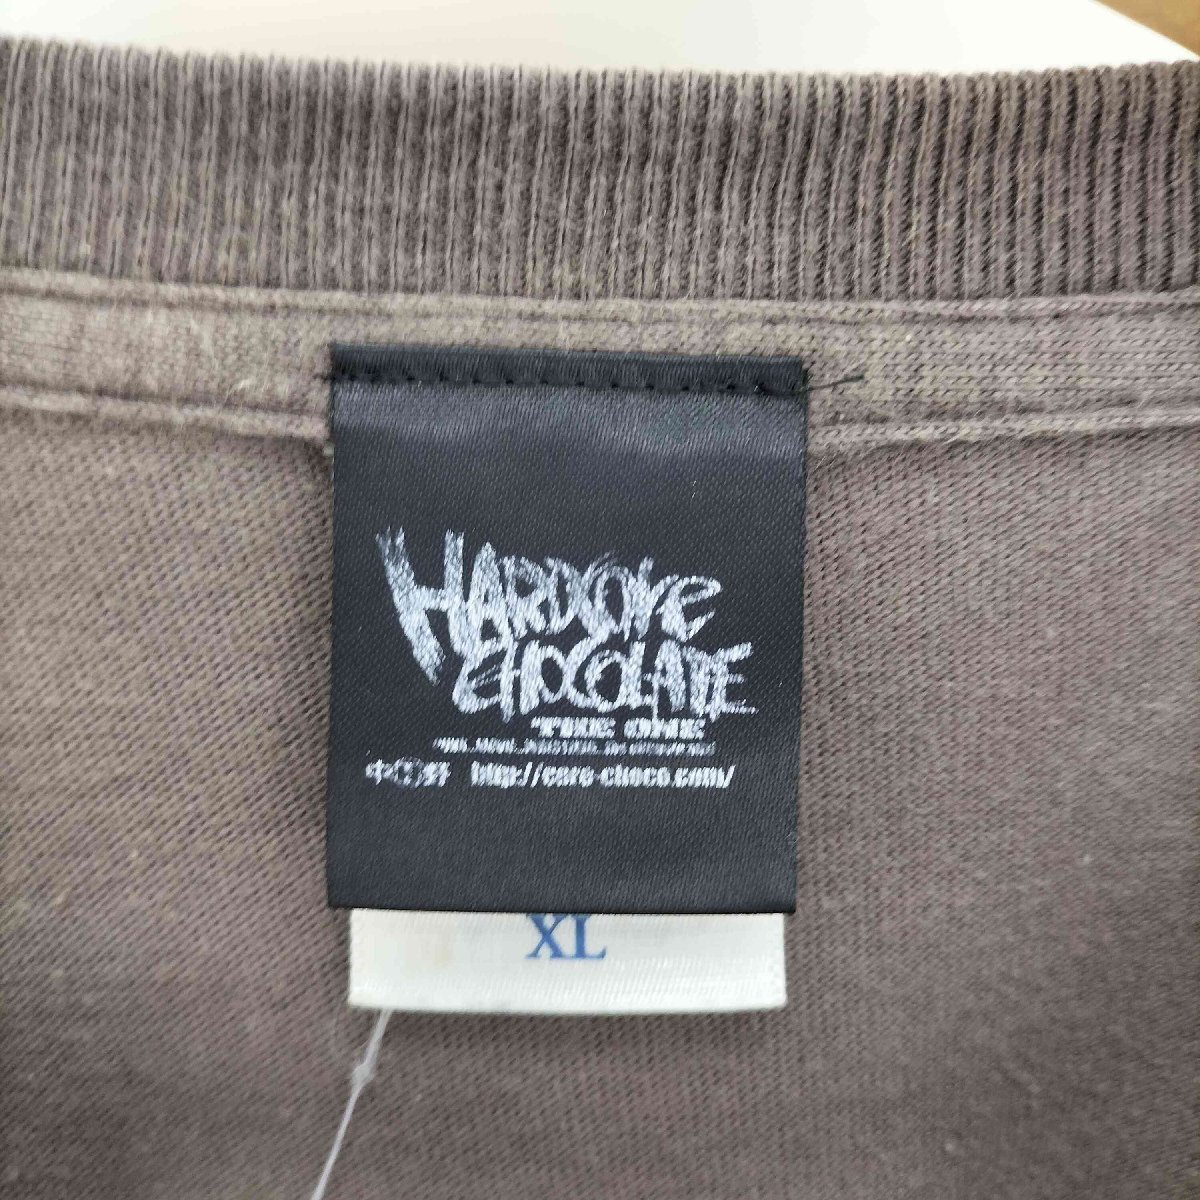 HARDCORE
CHOCOLATE
THE ONE
http://core-choco.com/
XL